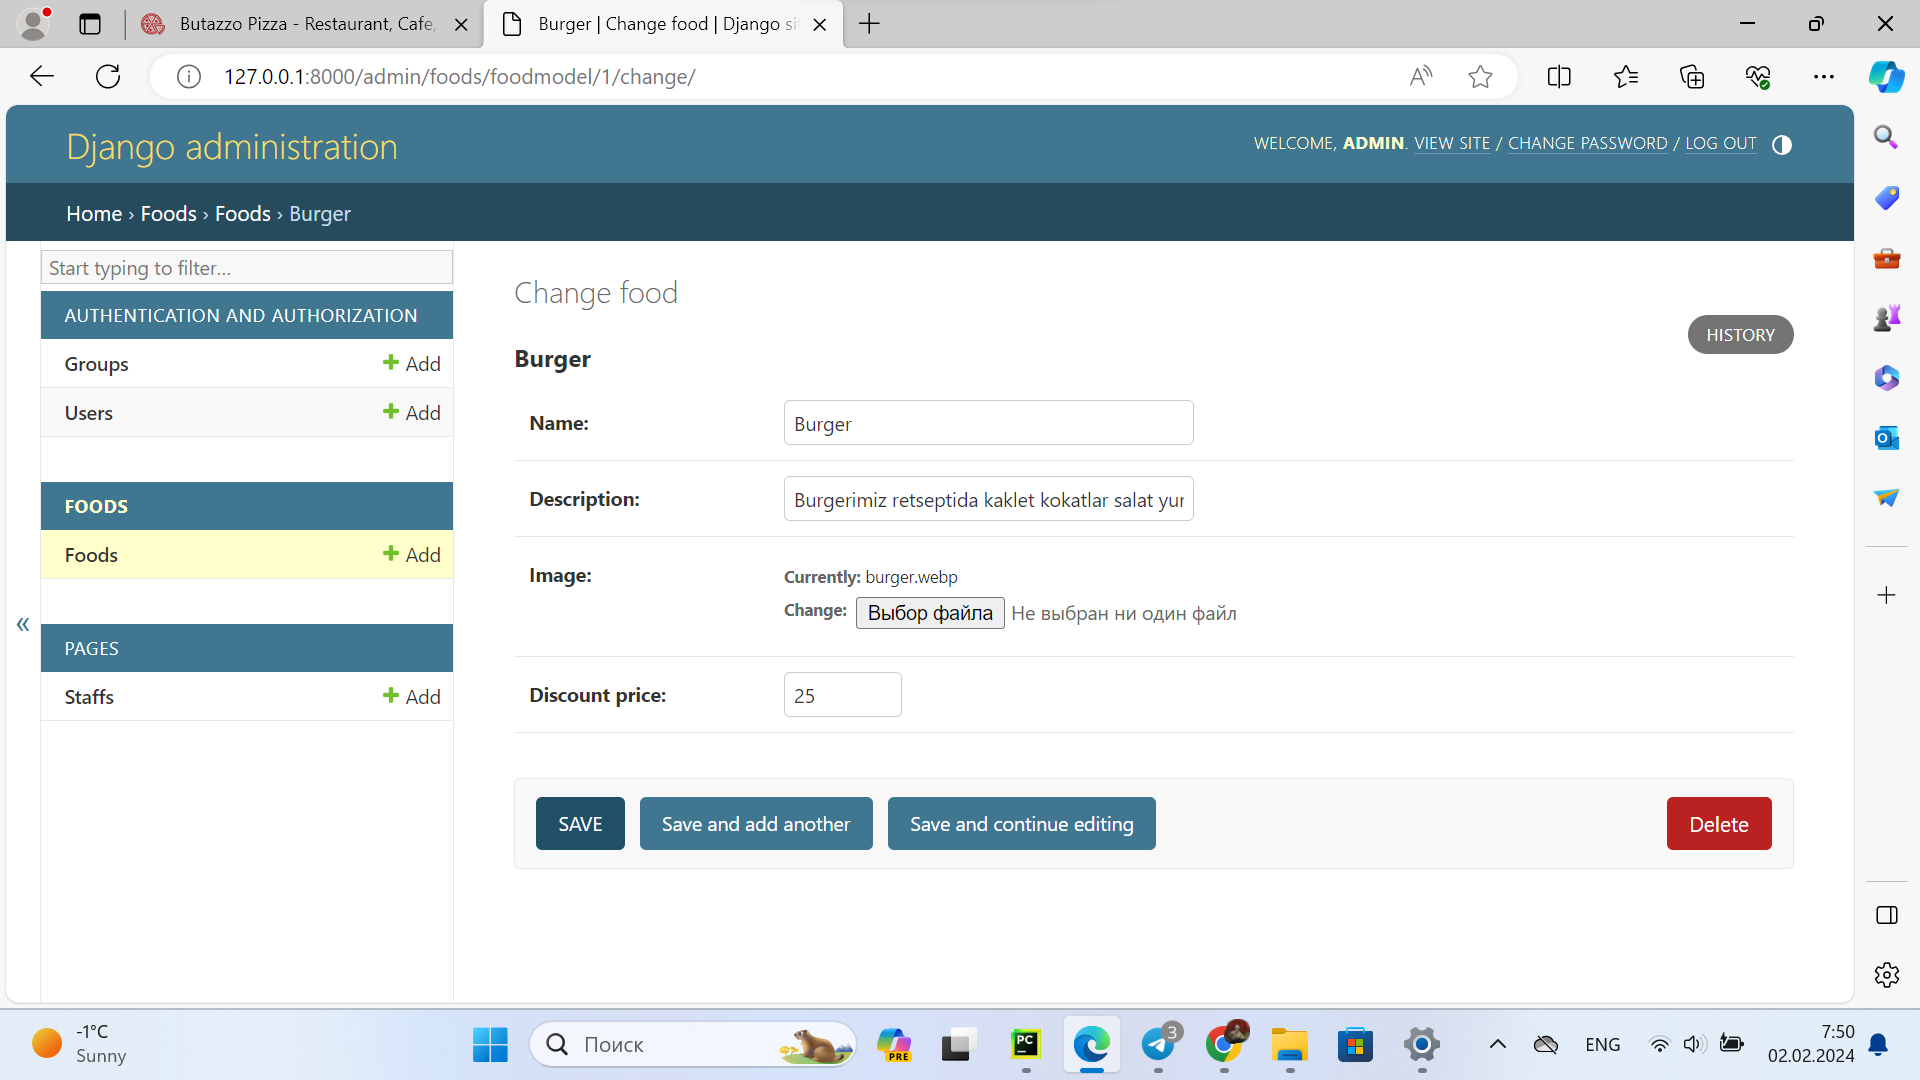 Butazzo Pizza - Restaurant, Cafe,
Burger | Change food | Django si
127.0.0.1:8000/admin/foods/foodmodel/1/change/
Django administration
WELCOME, ADMIN. VIEW SITE / CHANGE PASSWORD / LOG OUT
Home › Foods › Foods › Burger
Start typing to filter...
AUTHENTICATION AND AUTHORIZATION
Groups + Add
Users + Add
FOODS
Foods + Add
«
PAGES
Staffs + Add
Change food
HISTORY
Burger
Name: Burger
Description: Burgerimiz retseptida kaklet kokatlar salat yur
Image: Currently: burger.webp
Change: Выбор файла Не выбран ни один файл
Discount price: 25
SAVE Save and add another Save and continue editing Delete
-1°C
Sunny
Поиск
PRE
PC
3
ENG
7:50
02.02.2024